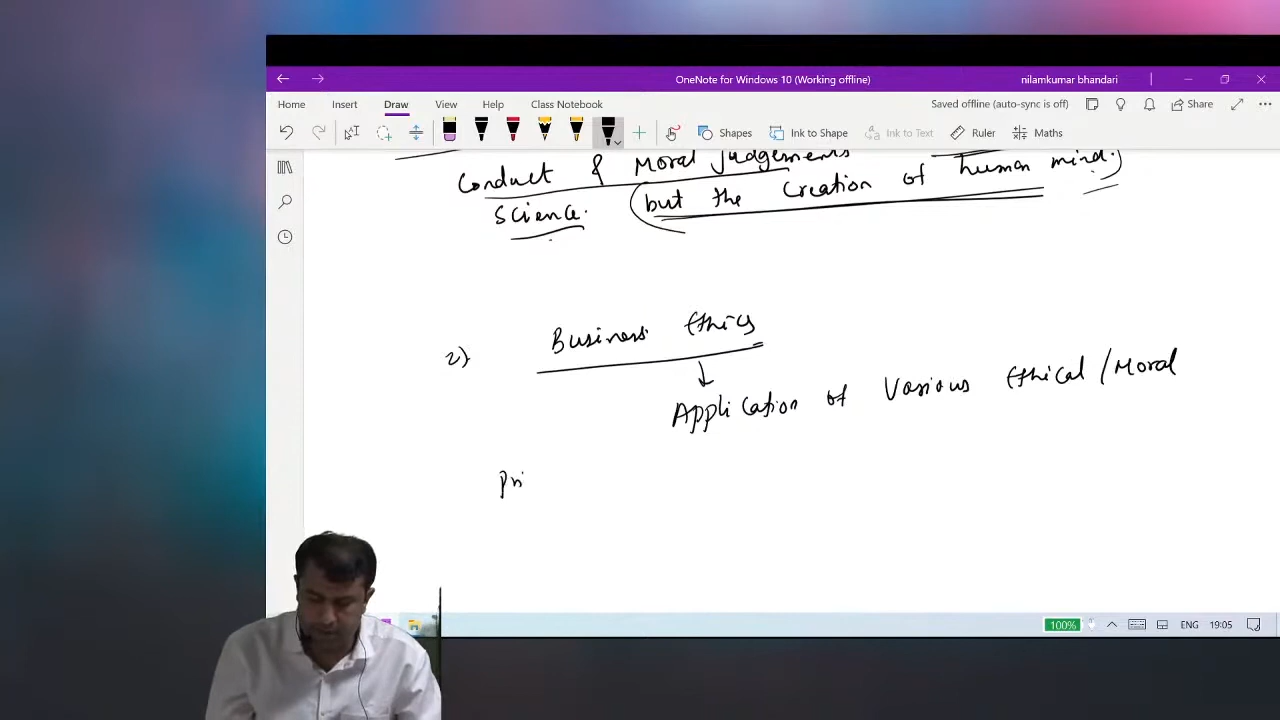 OneNote for Windows 10 (Working offline)
nilamkumar bhandari
Home Insert Draw View Help Class Notebook
Saved offline (auto-sync is off)
Share
Shapes
Ink to Shape
Ink to Text
Ruler
Maths
Conduct & Moral Judgements
science. (but the creation of human mind.)
2) Business Ethics
↓
Application of Various Ethical / Moral
pri
100%
ENG
19:05